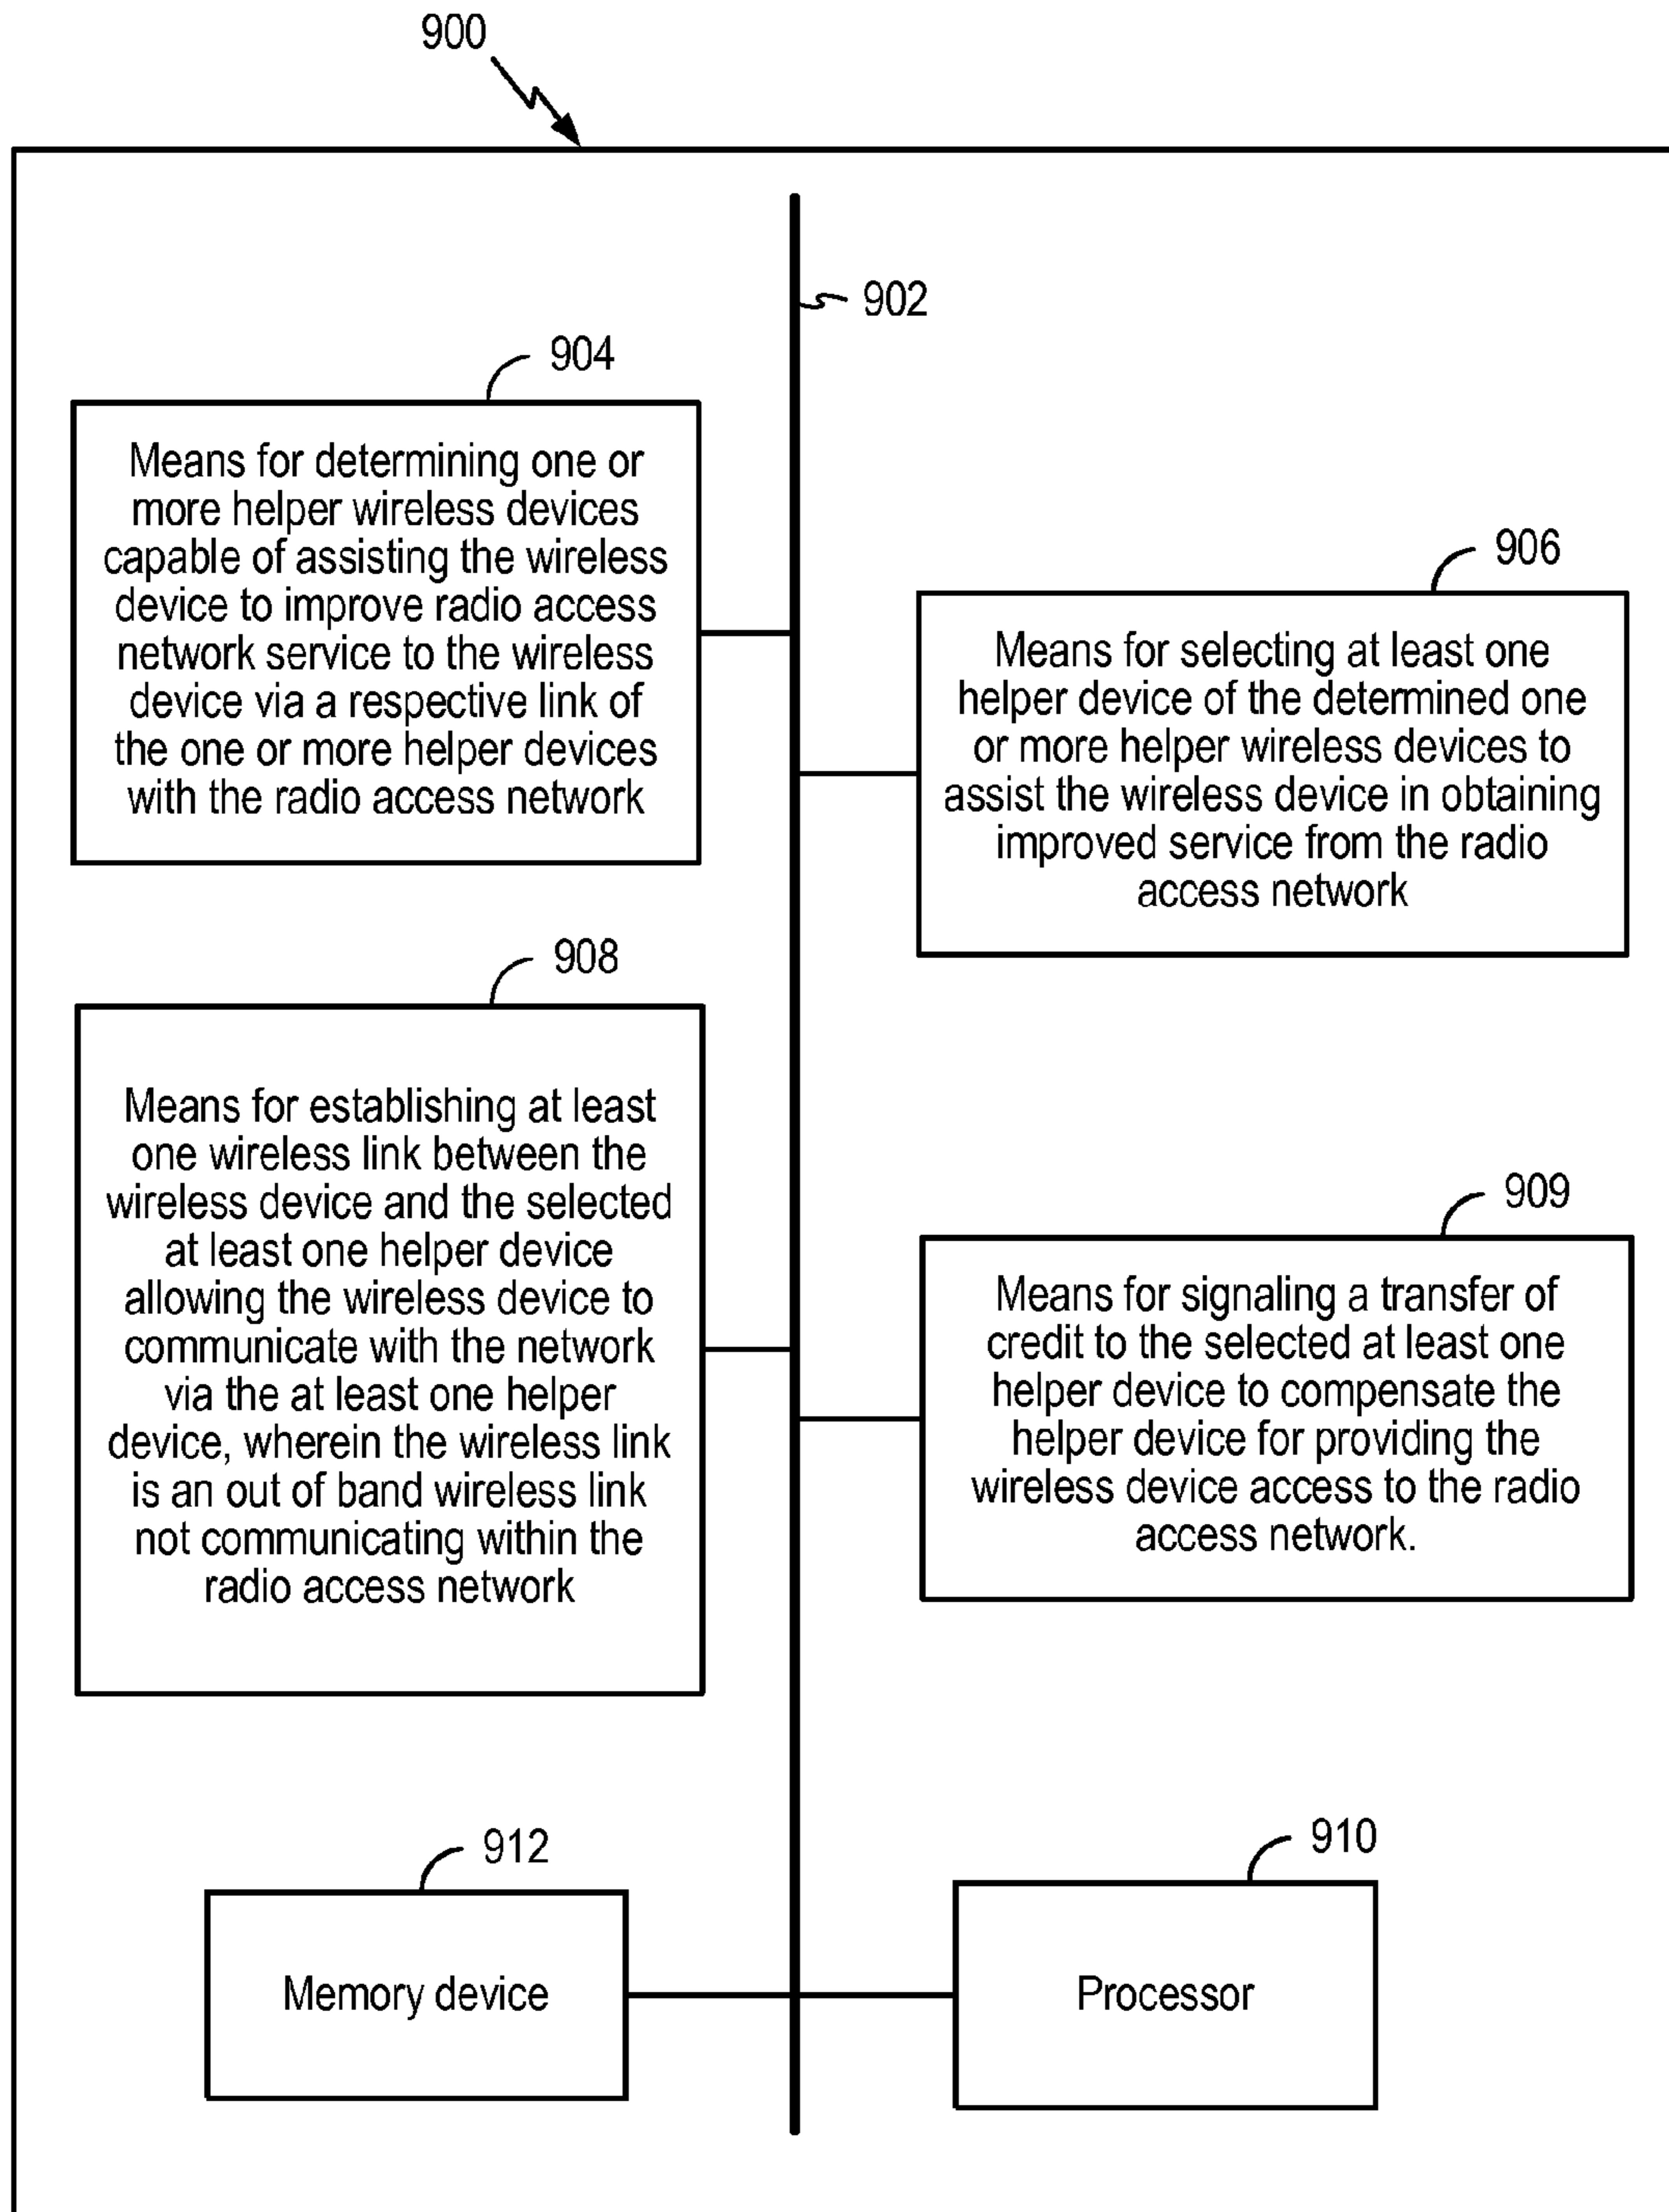 900
902
904
Means for determining one or
more helper wireless devices
capable of assisting the wireless
device to improve radio access
network service to the wireless
device via a respective link of
the one or more helper devices
with the radio access network
906
Means for selecting at least one
helper device of the determined one
or more helper wireless devices to
assist the wireless device in obtaining
improved service from the radio
access network
908
Means for establishing at least
one wireless link between the
wireless device and the selected
at least one helper device
allowing the wireless device to
communicate with the network
via the at least one helper
device, wherein the wireless link
is an out of band wireless link
not communicating within the
radio access network
909
Means for signaling a transfer of
credit to the selected at least one
helper device to compensate the
helper device for providing the
wireless device access to the radio
access network.
912
Memory device
910
Processor